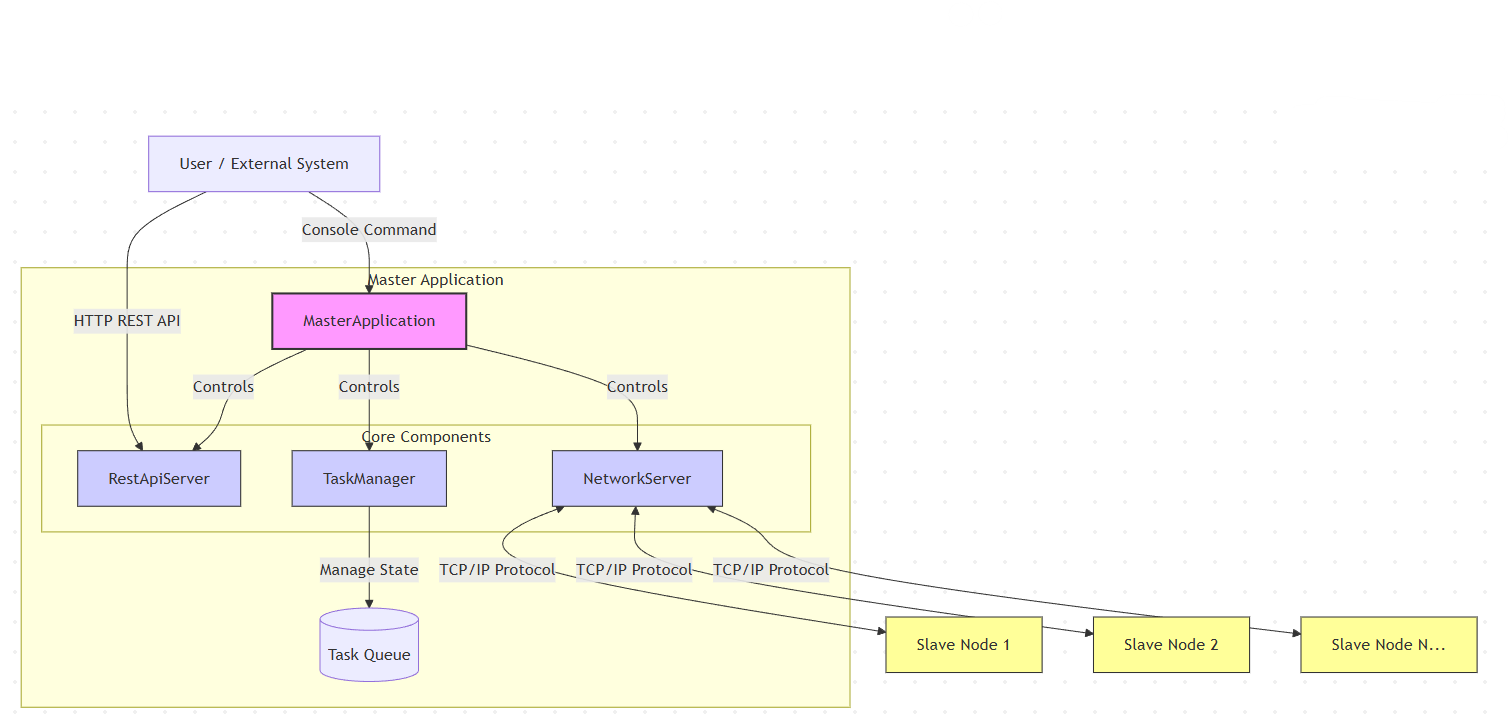 User / External System
Console Command
Master Application
HTTP REST API
MasterApplication
Controls
Controls
Controls
Core Components
RestApiServer
TaskManager
NetworkServer
Manage State
TCP/IP Protocol
TCP/IP Protocol
TCP/IP Protocol
Task Queue
Slave Node 1
Slave Node 2
Slave Node N...